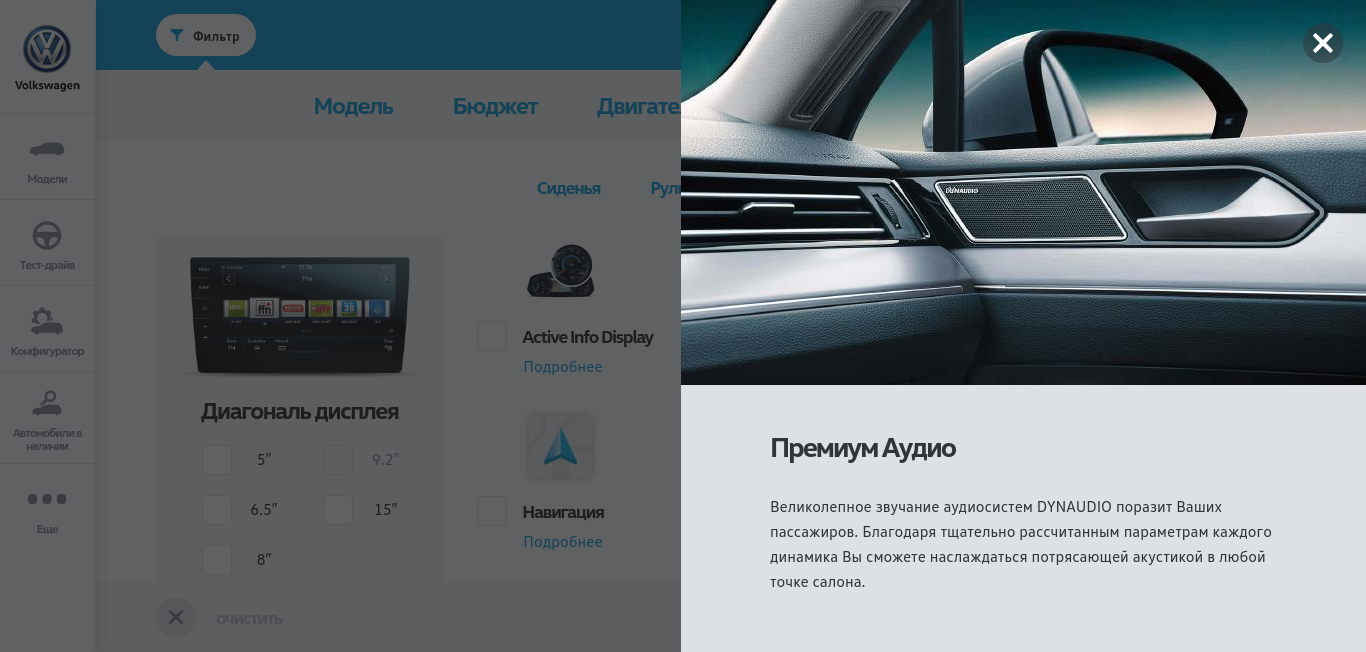 Volkswagen
Модели
Тест-драйв
Конфигуратор
Автомобили в
наличии
Еще
Фильтр
Модель
Бюджет
Двигате
Сиденья
Рул
Диагональ дисплея
5"
9.2"
6.5"
15"
8"
Active Info Display
Подробнее
Навигация
Подробнее
очистить
DYNAUDIO
Премиум Аудио
Великолепное звучание аудиосистем DYNAUDIO поразит Ваших
пассажиров. Благодаря тщательно рассчитанным параметрам каждого
динамика Вы сможете наслаждаться потрясающей акустикой в любой
точке салона.